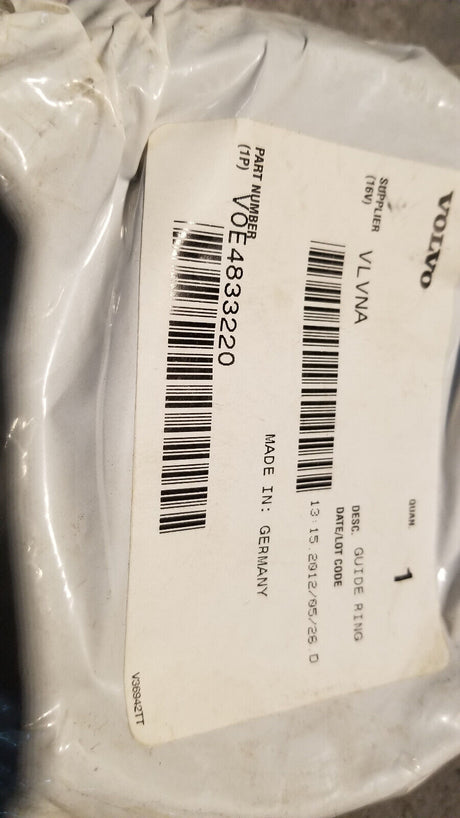 VOLVO
SUPPLIER
(16V) VLVNA
QUAN. 1
DESC. GUIDE RING
DATE/LOT CODE
13:15.2012/05/26.D
PART NUMBER
(1P) VOE4833220
MADE IN: GERMANY
V36942TT